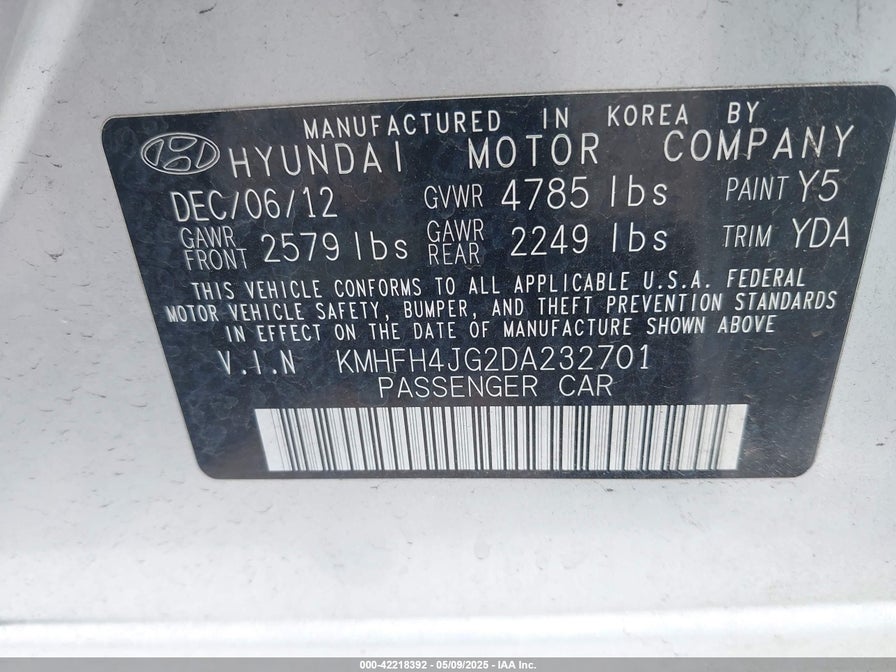 MANUFACTURED IN KOREA BY
HYUNDAI MOTOR COMPANY
DEC/06/12 GVWR 4785 lbs PAINT Y5
GAWR FRONT 2579 lbs GAWR REAR 2249 lbs TRIM YDA
THIS VEHICLE CONFORMS TO ALL APPLICABLE U.S.A. FEDERAL
MOTOR VEHICLE SAFETY, BUMPER, AND THEFT PREVENTION STANDARDS
IN EFFECT ON THE DATE OF MANUFACTURE SHOWN ABOVE
V.I.N KMHFH4JG2DA232701
PASSENGER CAR
000-42218392 - 05/09/2025 - IAA Inc.